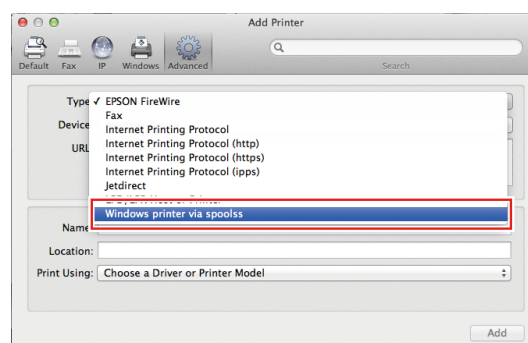 Add Printer
Default Fax IP Windows Advanced Search
Type ✓ EPSON FireWire
Fax
Device
Internet Printing Protocol
Internet Printing Protocol (http)
URL
Internet Printing Protocol (https)
Internet Printing Protocol (ipps)
Jetdirect
Windows printer via spoolss
Name
Location:
Print Using: Choose a Driver or Printer Model
Add